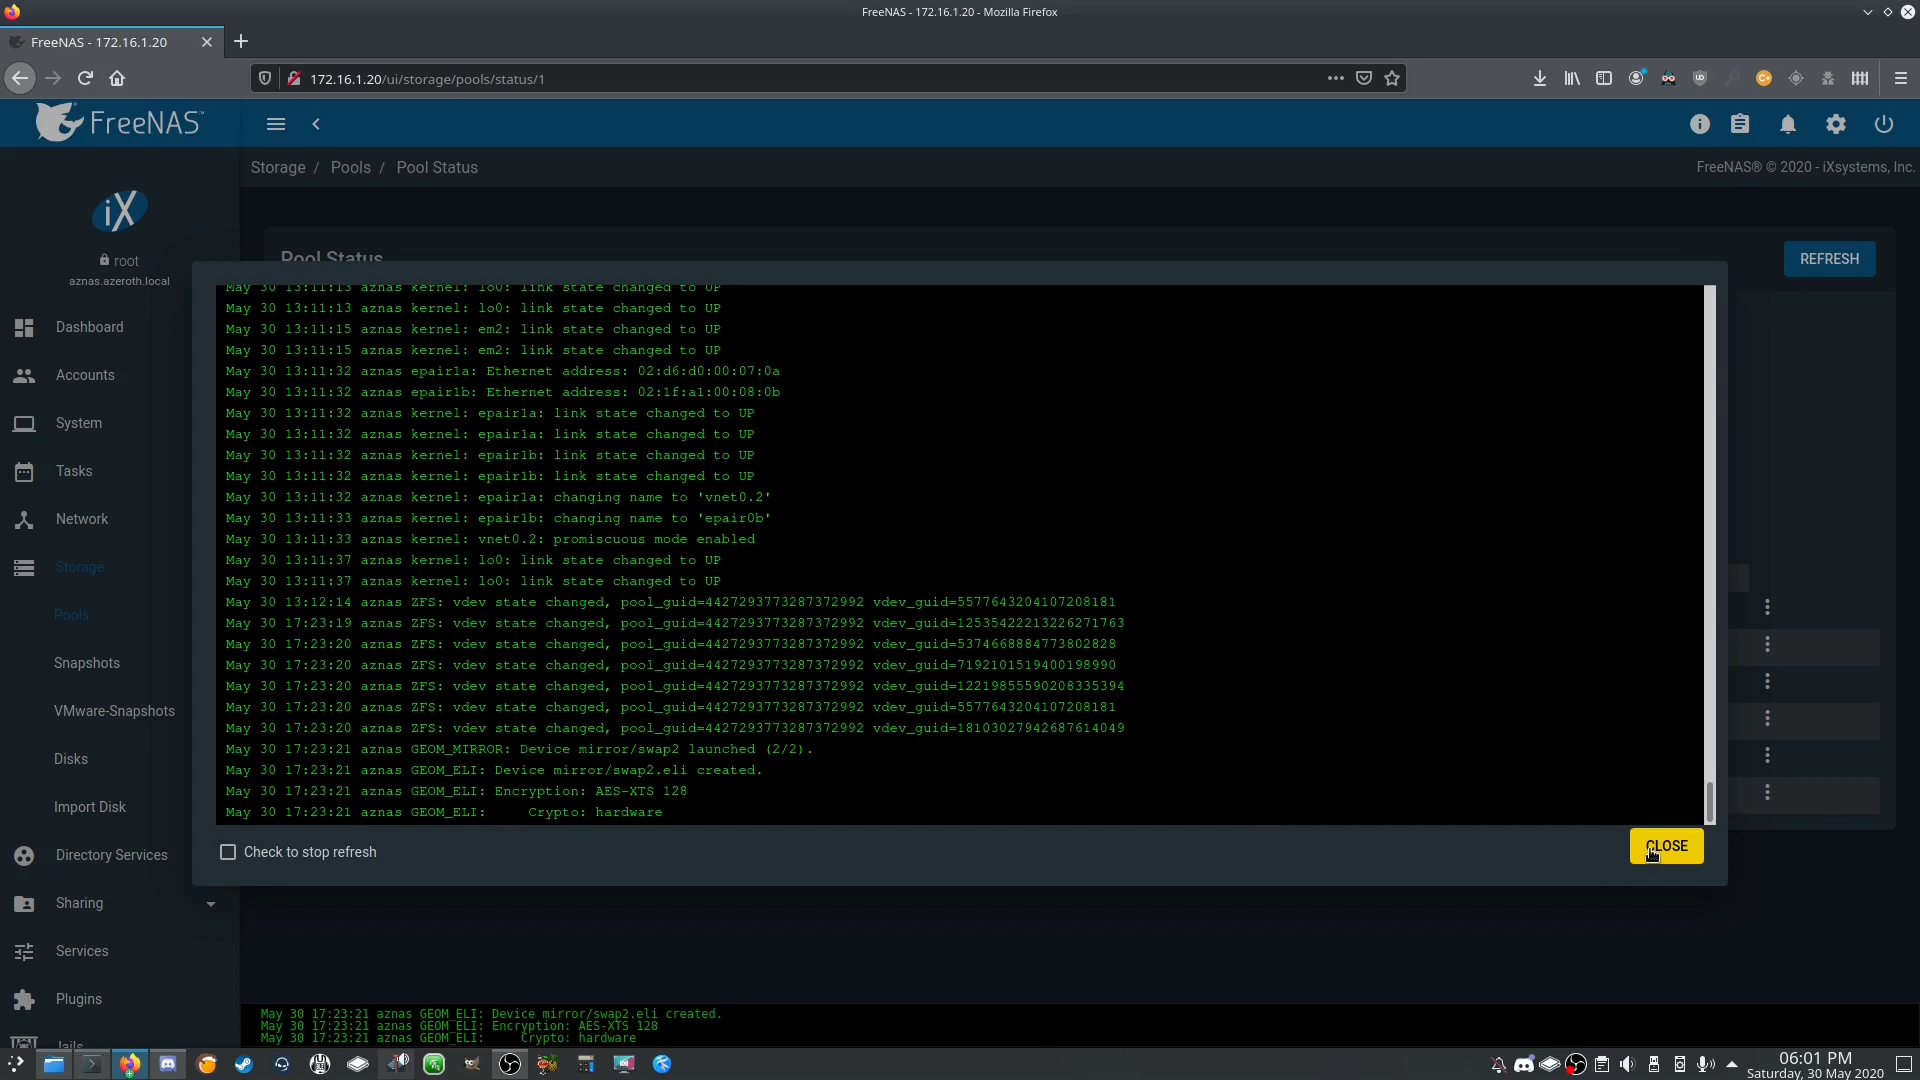 FreeNAS - 172.16.1.20 - Mozilla Firefox
FreeNAS - 172.16.1.20
172.16.1.20/ui/storage/pools/status/1
FreeNAS
Storage / Pools / Pool Status
FreeNAS® © 2020 - iXsystems, Inc.
iX
root
aznas.azeroth.local
Dashboard
Accounts
System
Tasks
Network
Storage
Pools
Snapshots
VMware-Snapshots
Disks
Import Disk
Directory Services
Sharing
Services
Plugins
Jails
Pool Status
REFRESH
May 30 13:11:13 aznas kernel: lo0: link state changed to UP
May 30 13:11:13 aznas kernel: lo0: link state changed to UP
May 30 13:11:15 aznas kernel: em2: link state changed to UP
May 30 13:11:15 aznas kernel: em2: link state changed to UP
May 30 13:11:32 aznas epair1a: Ethernet address: 02:d6:d0:00:07:0a
May 30 13:11:32 aznas epair1b: Ethernet address: 02:1f:a1:00:08:0b
May 30 13:11:32 aznas kernel: epair1a: link state changed to UP
May 30 13:11:32 aznas kernel: epair1a: link state changed to UP
May 30 13:11:32 aznas kernel: epair1b: link state changed to UP
May 30 13:11:32 aznas kernel: epair1b: link state changed to UP
May 30 13:11:32 aznas kernel: epair1a: changing name to 'vnet0.2'
May 30 13:11:33 aznas kernel: epair1b: changing name to 'epair0b'
May 30 13:11:33 aznas kernel: vnet0.2: promiscuous mode enabled
May 30 13:11:37 aznas kernel: lo0: link state changed to UP
May 30 13:11:37 aznas kernel: lo0: link state changed to UP
May 30 13:12:14 aznas ZFS: vdev state changed, pool_guid=4427293773287372992 vdev_guid=5577643204107208181
May 30 17:23:19 aznas ZFS: vdev state changed, pool_guid=4427293773287372992 vdev_guid=12535422213226271763
May 30 17:23:20 aznas ZFS: vdev state changed, pool_guid=4427293773287372992 vdev_guid=5374668884773802828
May 30 17:23:20 aznas ZFS: vdev state changed, pool_guid=4427293773287372992 vdev_guid=7192101519400198990
May 30 17:23:20 aznas ZFS: vdev state changed, pool_guid=4427293773287372992 vdev_guid=12219855590208335394
May 30 17:23:20 aznas ZFS: vdev state changed, pool_guid=4427293773287372992 vdev_guid=5577643204107208181
May 30 17:23:20 aznas ZFS: vdev state changed, pool_guid=4427293773287372992 vdev_guid=18103027942687614049
May 30 17:23:21 aznas GEOM_MIRROR: Device mirror/swap2 launched (2/2).
May 30 17:23:21 aznas GEOM_ELI: Device mirror/swap2.eli created.
May 30 17:23:21 aznas GEOM_ELI: Encryption: AES-XTS 128
May 30 17:23:21 aznas GEOM_ELI:     Crypto: hardware
Check to stop refresh
CLOSE
May 30 17:23:21 aznas GEOM_ELI: Device mirror/swap2.eli created.
May 30 17:23:21 aznas GEOM_ELI: Encryption: AES-XTS 128
May 30 17:23:21 aznas GEOM_ELI:     Crypto: hardware
06:01 PM
Saturday, 30 May 2020